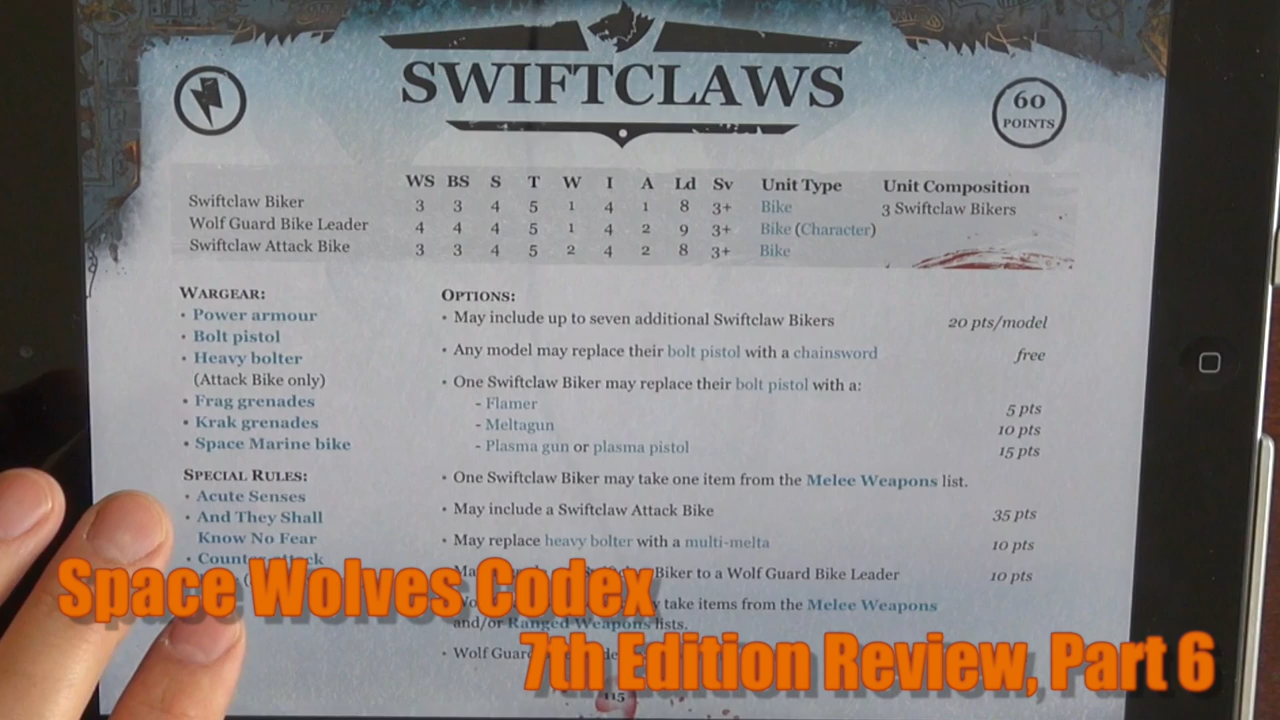 SWIFTCLAWS
60
POINTS
WS BS S T W I A Ld Sv Unit Type Unit Composition
Swiftclaw Biker 3 3 4 5 1 4 1 8 3+ Bike 3 Swiftclaw Bikers
Wolf Guard Bike Leader 4 4 4 5 1 4 2 9 3+ Bike (Character)
Swiftclaw Attack Bike 3 3 4 5 2 4 2 8 3+ Bike
WARGEAR:
• Power armour
• Bolt pistol
• Heavy bolter
(Attack Bike only)
• Frag grenades
• Krak grenades
• Space Marine bike
SPECIAL RULES:
• Acute Senses
• And They Shall
Know No Fear
OPTIONS:
• May include up to seven additional Swiftclaw Bikers 20 pts/model
• Any model may replace their bolt pistol with a chainsword free
• One Swiftclaw Biker may replace their bolt pistol with a:
- Flamer 5 pts
- Meltagun 10 pts
- Plasma gun or plasma pistol 15 pts
• One Swiftclaw Biker may take one item from the Melee Weapons list.
• May include a Swiftclaw Attack Bike 35 pts
• May replace heavy bolter with a multi-melta 10 pts
Biker to a Wolf Guard Bike Leader 10 pts
take items from the Melee Weapons
and/or Ranged Weapons lists.
• Wolf Guard
115
Space Wolves Codex
7th Edition Review, Part 6